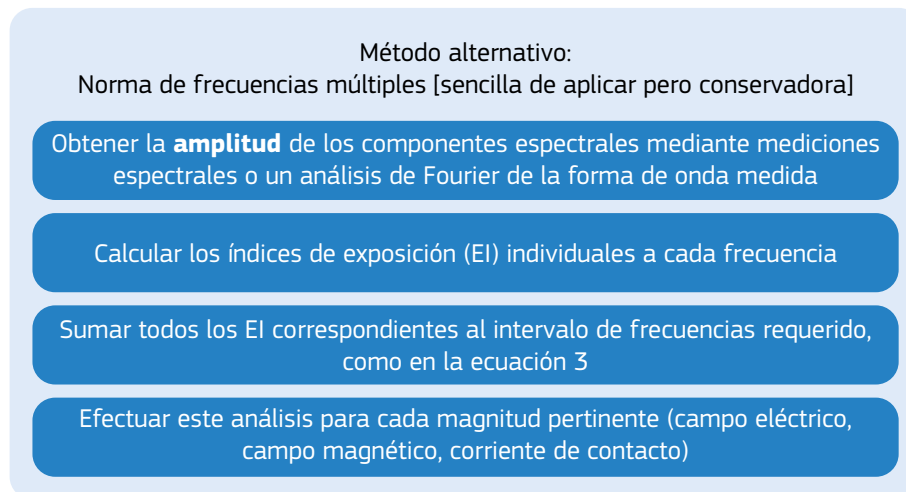 Método alternativo:
Norma de frecuencias múltiples [sencilla de aplicar pero conservadora]
Obtener la amplitud de los componentes espectrales mediante mediciones
espectrales o un análisis de Fourier de la forma de onda medida
Calcular los índices de exposición (EI) individuales a cada frecuencia
Sumar todos los EI correspondientes al intervalo de frecuencias requerido,
como en la ecuación 3
Efectuar este análisis para cada magnitud pertinente (campo eléctrico,
campo magnético, corriente de contacto)